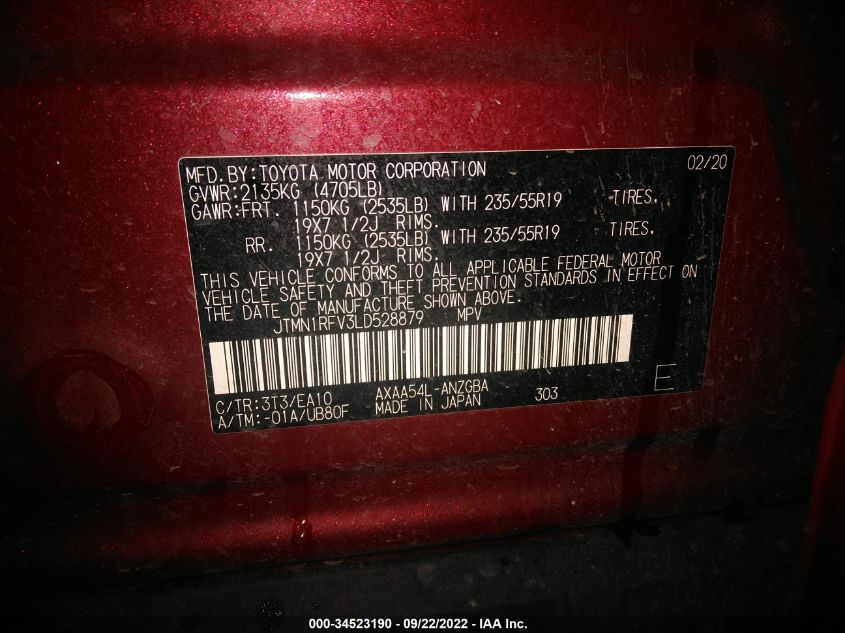 MFD. BY: TOYOTA MOTOR CORPORATION 02/20
GVWR: 2135KG (4705LB)
GAWR: FRT. 1150KG (2535LB) WITH 235/55R19 TIRES.
19X7 1/2J RIMS.
RR. 1150KG (2535LB) WITH 235/55R19 TIRES.
19X7 1/2J RIMS.
THIS VEHICLE CONFORMS TO ALL APPLICABLE FEDERAL MOTOR
VEHICLE SAFETY AND THEFT PREVENTION STANDARDS IN EFFECT ON
THE DATE OF MANUFACTURE SHOWN ABOVE.
JTMN1RFV3LD528879 MPV
C/TR: 3T3/EA10 AXAA54L-ANZGBA 303 E
A/TM: -01A/UB80F MADE IN JAPAN
000-34523190 - 09/22/2022 - IAA Inc.